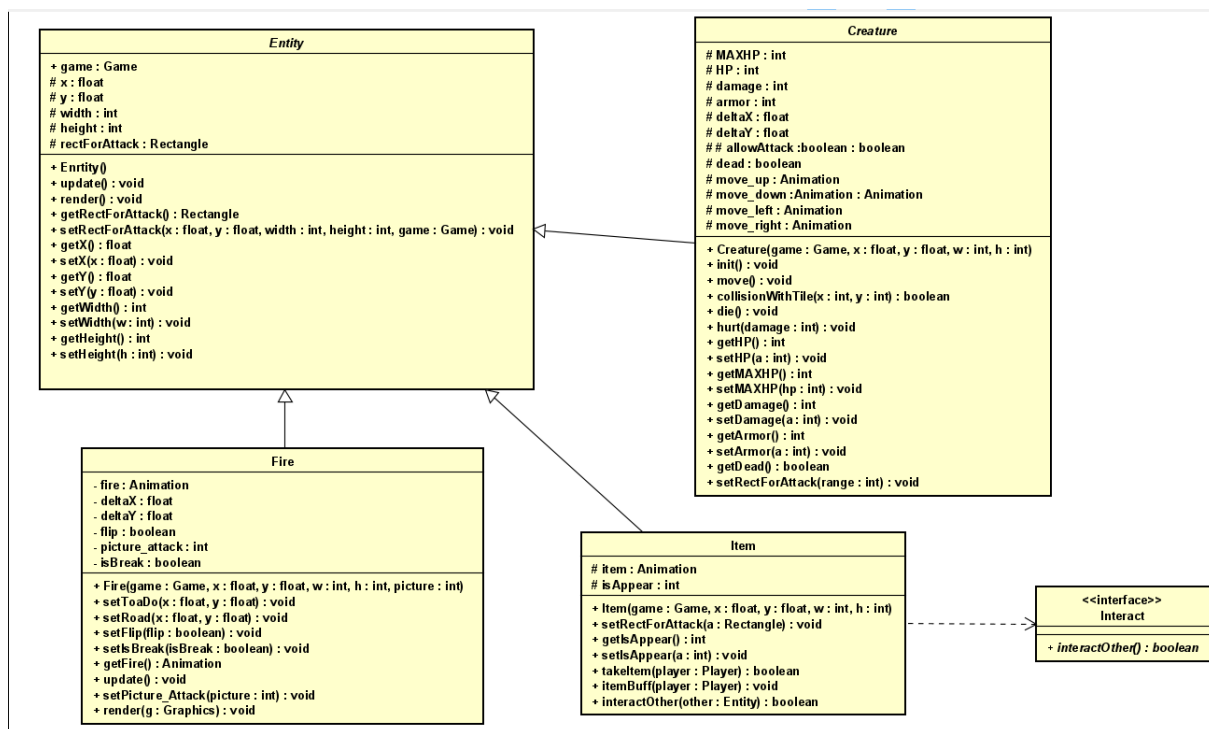 Entity
+ game : Game
# x : float
# y : float
# width : int
# height : int
# rectForAttack : Rectangle
+ Enrtity()
+ update() : void
+ render() : void
+ getRectForAttack() : Rectangle
+ setRectForAttack(x : float, y : float, width : int, height : int, game : Game) : void
+ getX() : float
+ setX(x : float) : void
+ getY() : float
+ setY(y : float) : void
+ getWidth() : int
+ setWidth(w : int) : void
+ getHeight() : int
+ setHeight(h : int) : void
Creature
# MAXHP : int
# HP : int
# damage : int
# armor : int
# deltaX : float
# deltaY : float
# # allowAttack :boolean : boolean
# dead : boolean
# move_up : Animation
# move_down :Animation : Animation
# move_left : Animation
# move_right : Animation
+ Creature(game : Game, x : float, y : float, w : int, h : int)
+ init() : void
+ move() : void
+ collisionWithTile(x : int, y : int) : boolean
+ die() : void
+ hurt(damage : int) : void
+ getHP() : int
+ setHP(a : int) : void
+ getMAXHP() : int
+ setMAXHP(hp : int) : void
+ getDamage() : int
+ setDamage(a : int) : void
+ getArmor() : int
+ setArmor(a : int) : void
+ getDead() : boolean
+ setRectForAttack(range : int) : void
Fire
- fire : Animation
- deltaX : float
- deltaY : float
- flip : boolean
- picture_attack : int
- isBreak : boolean
+ Fire(game : Game, x : float, y : float, w : int, h : int, picture : int)
+ setToaDo(x : float, y : float) : void
+ setRoad(x : float, y : float) : void
+ setFlip(flip : boolean) : void
+ setIsBreak(isBreak : boolean) : void
+ getFire() : Animation
+ update() : void
+ setPicture_Attack(picture : int) : void
+ render(g : Graphics) : void
Item
# item : Animation
# isAppear : int
+ Item(game : Game, x : float, y : float, w : int, h : int)
+ setRectForAttack(a : Rectangle) : void
+ getIsAppear() : int
+ setIsAppear(a : int) : void
+ takeItem(player : Player) : boolean
+ itemBuff(player : Player) : void
+ interactOther(other : Entity) : boolean
<<interface>>
Interact
+ interactOther() : boolean